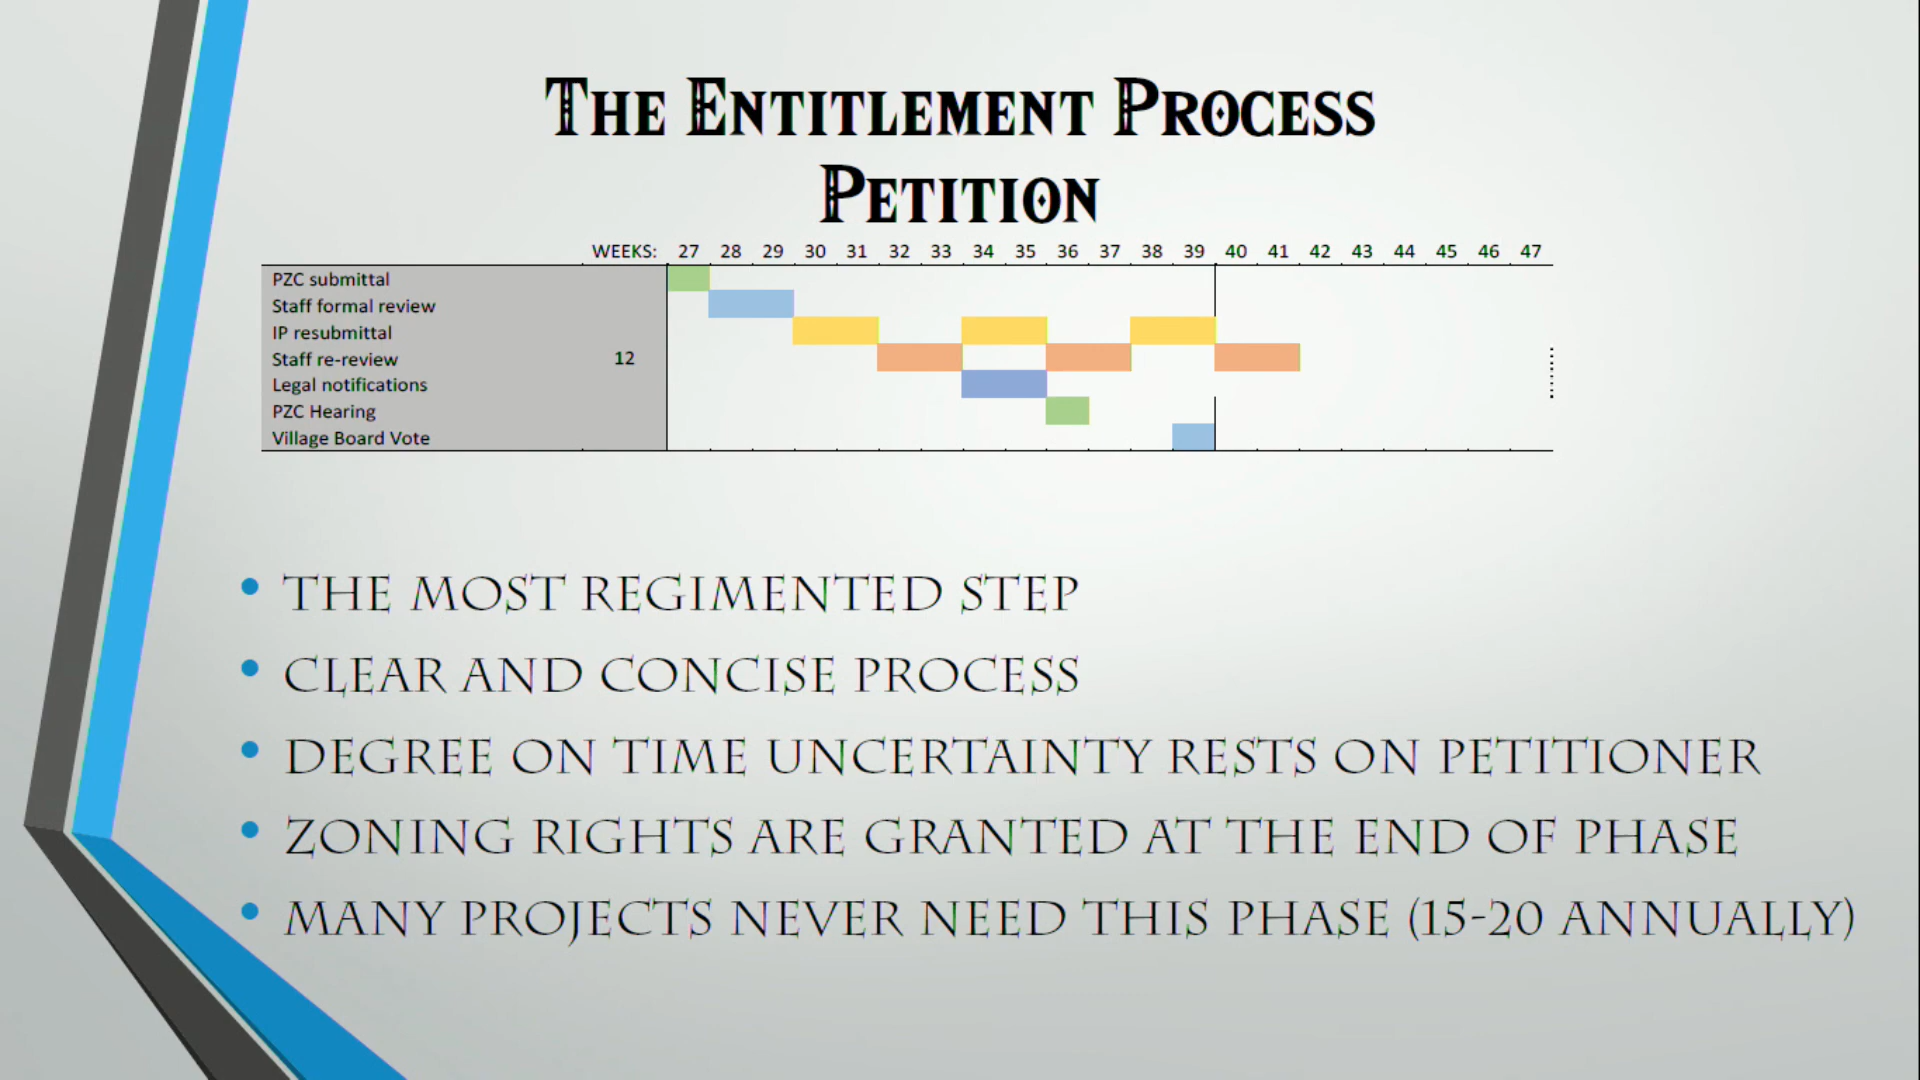 The Entitlement Process
Petition
WEEKS: 27 28 29 30 31 32 33 34 35 36 37 38 39 40 41 42 43 44 45 46 47
PZC submittal
Staff formal review
IP resubmittal
Staff re-review 12
Legal notifications
PZC Hearing
Village Board Vote
• THE MOST REGIMENTED STEP
• CLEAR AND CONCISE PROCESS
• DEGREE ON TIME UNCERTAINTY RESTS ON PETITIONER
• ZONING RIGHTS ARE GRANTED AT THE END OF PHASE
• MANY PROJECTS NEVER NEED THIS PHASE (15-20 ANNUALLY)